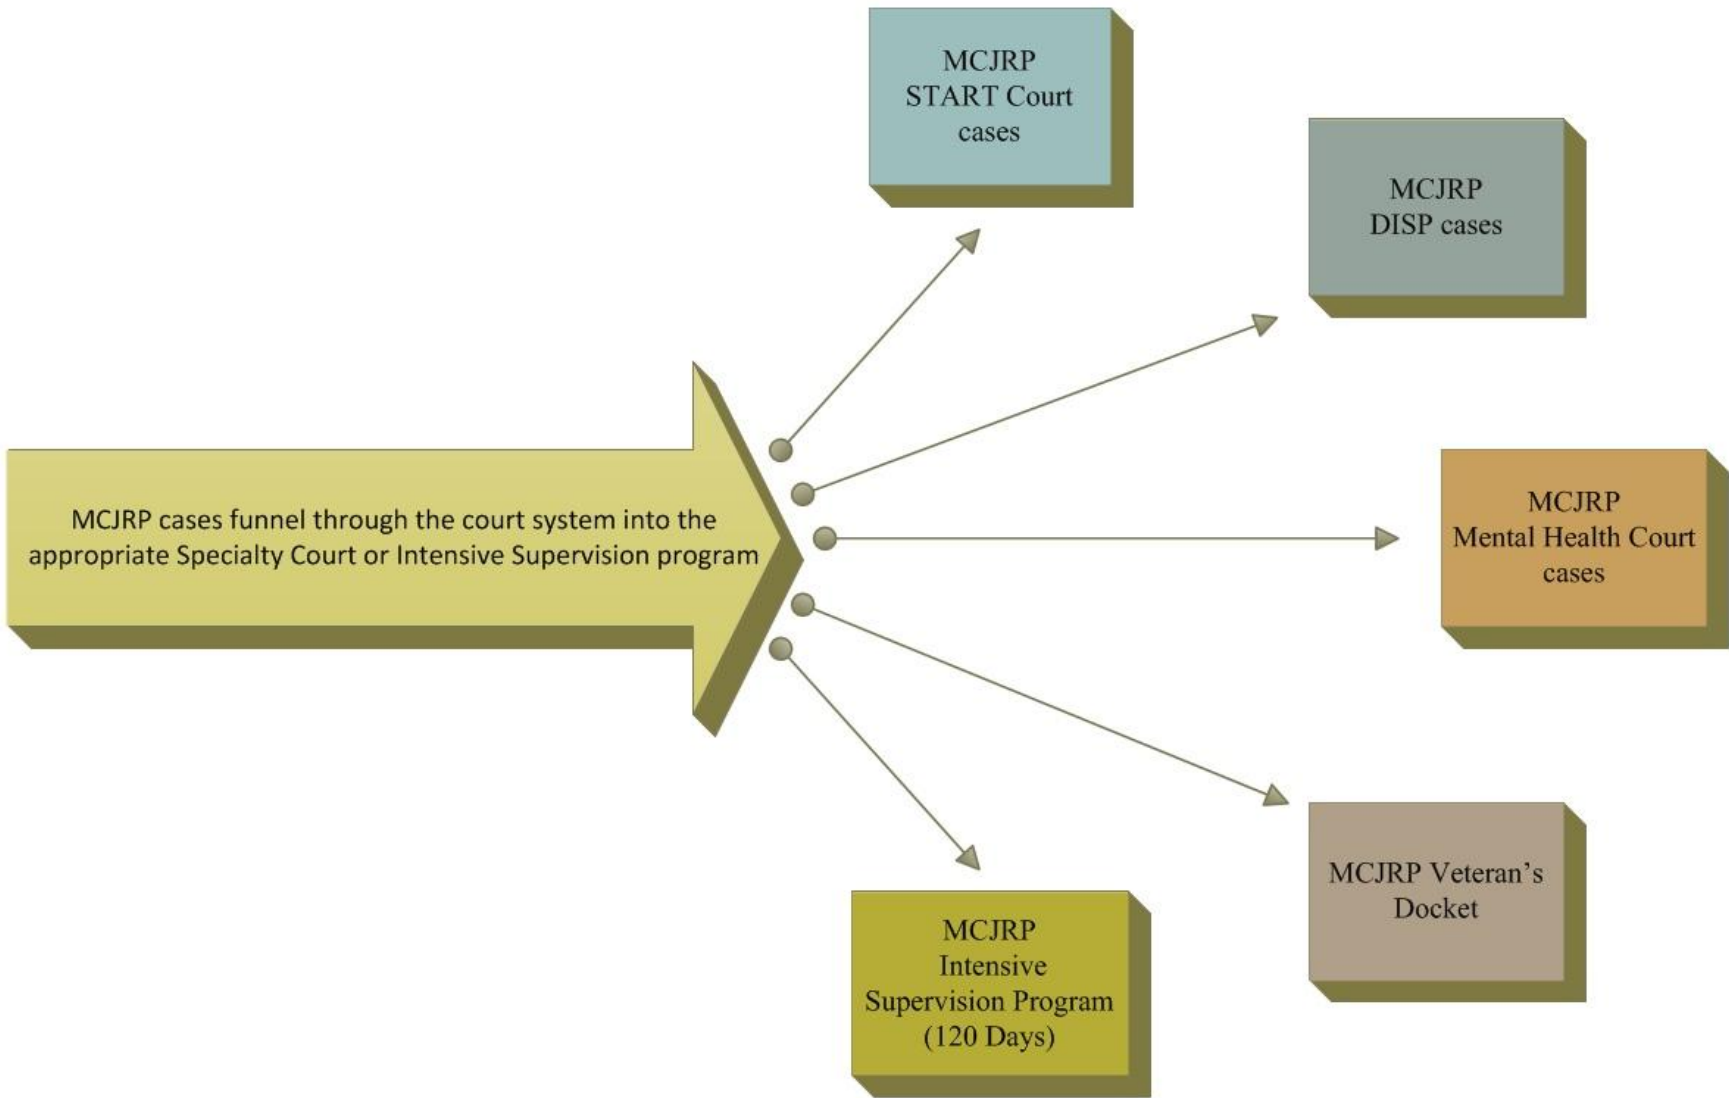 MCJRP
START Court
cases
MCJRP
DISP cases
MCJRP cases funnel through the court system into the
appropriate Specialty Court or Intensive Supervision program
MCJRP
Mental Health Court
cases
MCJRP Veteran’s
Docket
MCJRP
Intensive
Supervision Program
(120 Days)